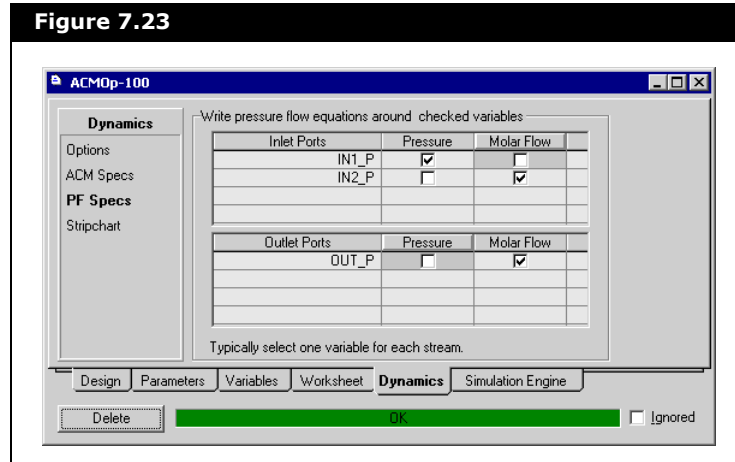 Figure 7.23
ACMOp-100
Dynamics
Options
ACM Specs
PF Specs
Stripchart
Write pressure flow equations around checked variables
Inlet Ports Pressure Molar Flow
IN1_P
IN2_P
Outlet Ports Pressure Molar Flow
OUT_P
Typically select one variable for each stream.
Design Parameters Variables Worksheet Dynamics Simulation Engine
Delete OK Ignored